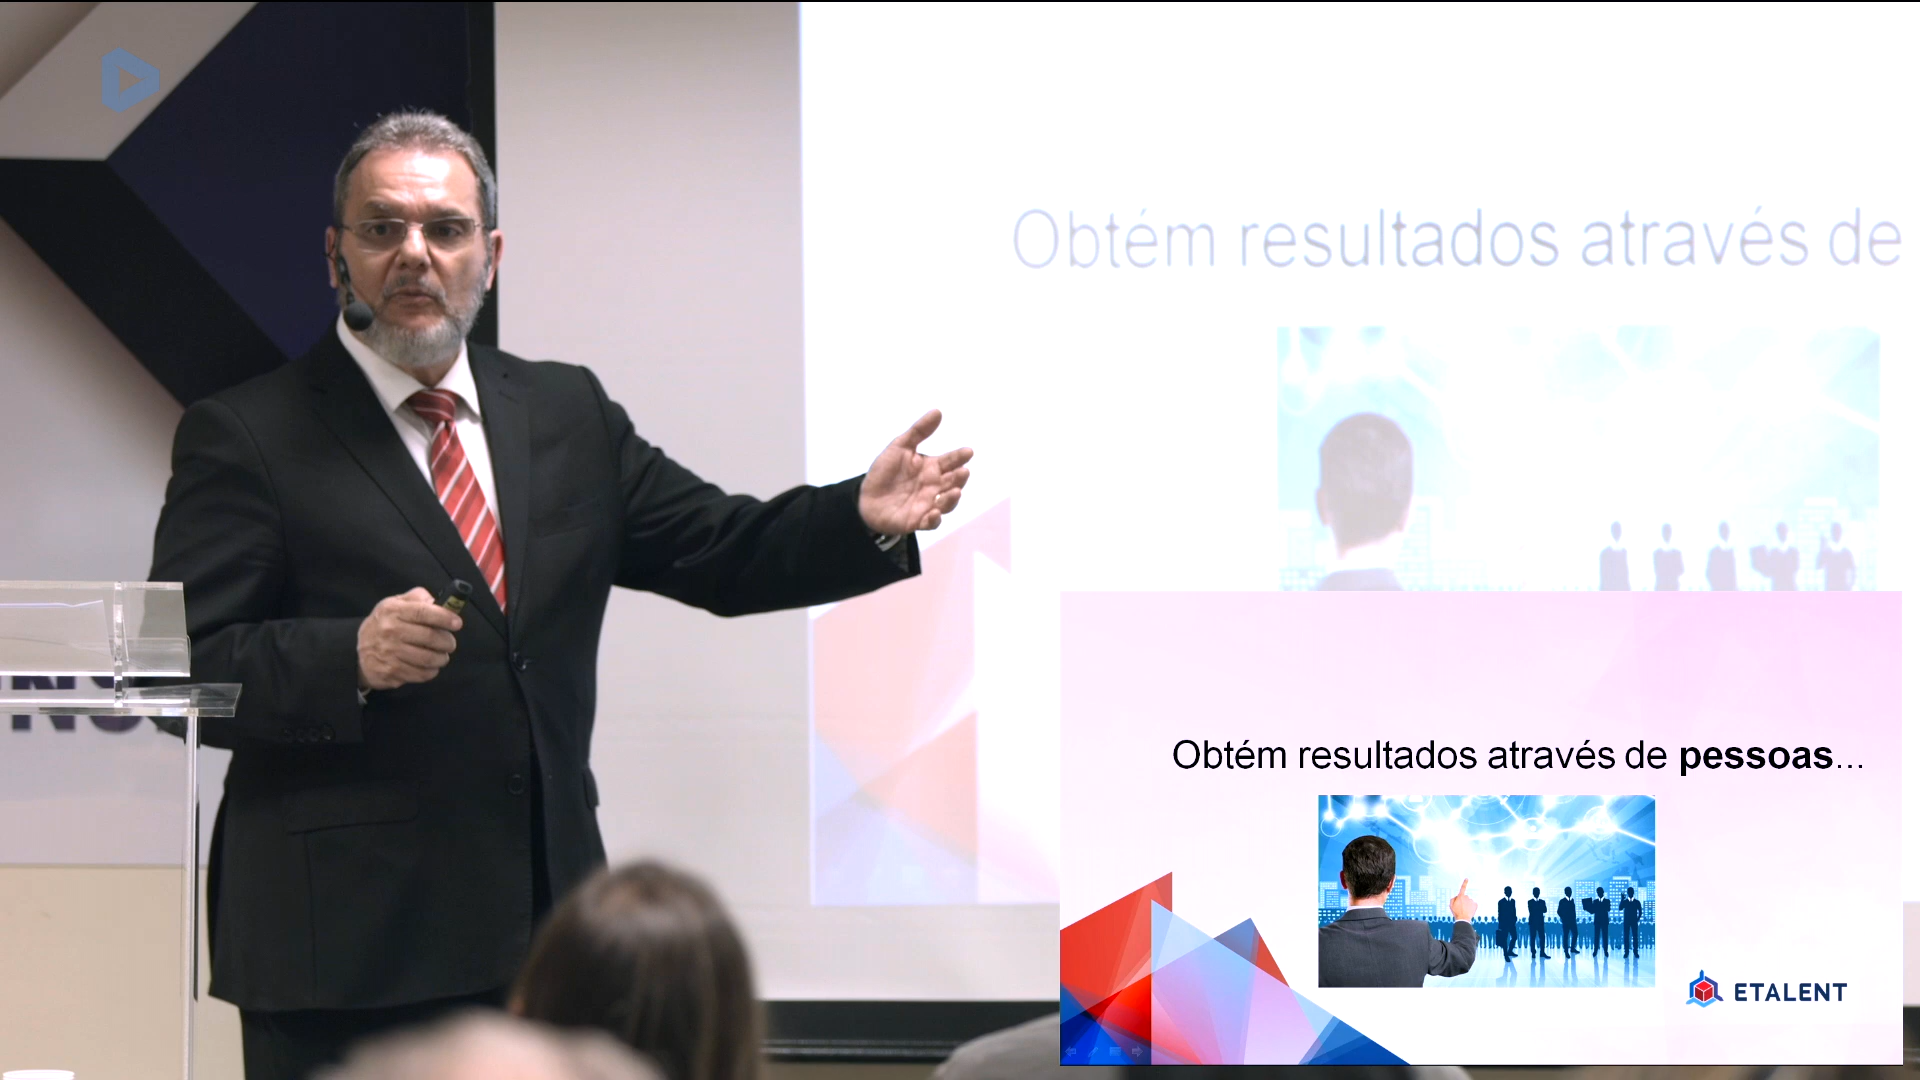 Obtém resultados através de
Obtém resultados através de pessoas...
ETALENT